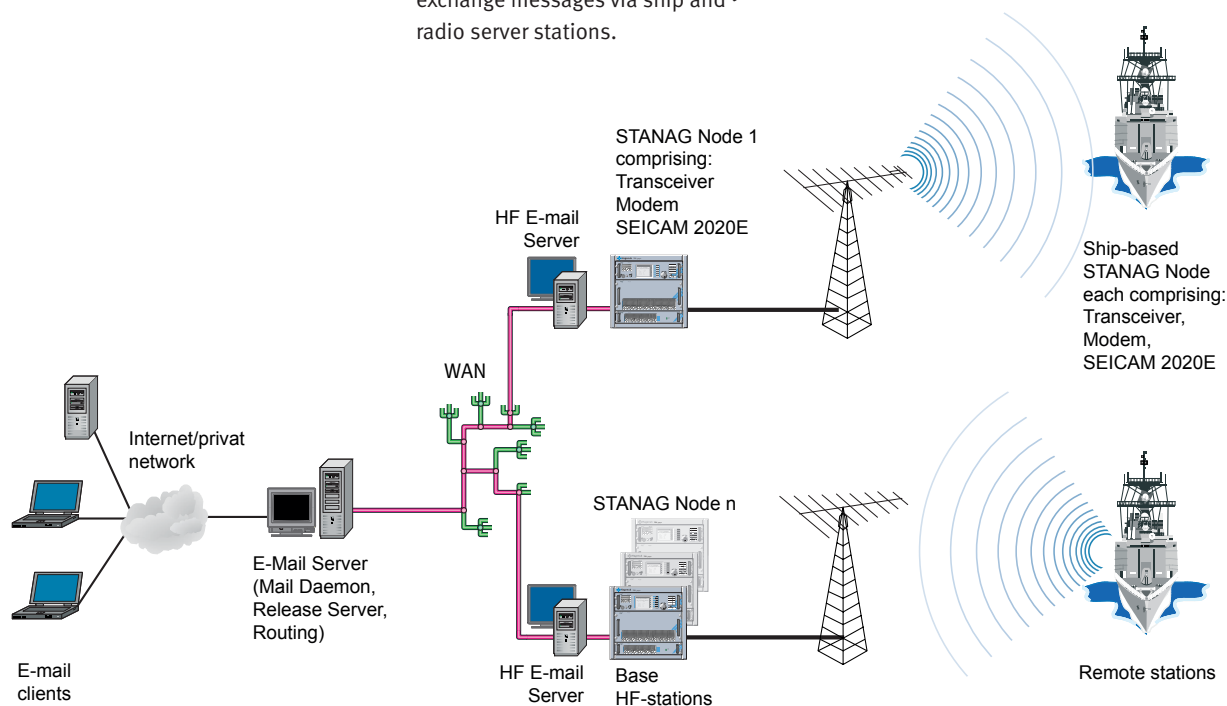 exchange messages via ship and
radio server stations.
STANAG Node 1
comprising:
Transceiver
Modem
SEICAM 2020E
HF E-mail
Server
Ship-based
STANAG Node
each comprising:
Transceiver,
Modem,
SEICAM 2020E
WAN
Internet/privat
network
E-Mail Server
(Mail Daemon,
Release Server,
Routing)
STANAG Node n
E-mail
clients
HF E-mail
Server
Base
HF-stations
Remote stations